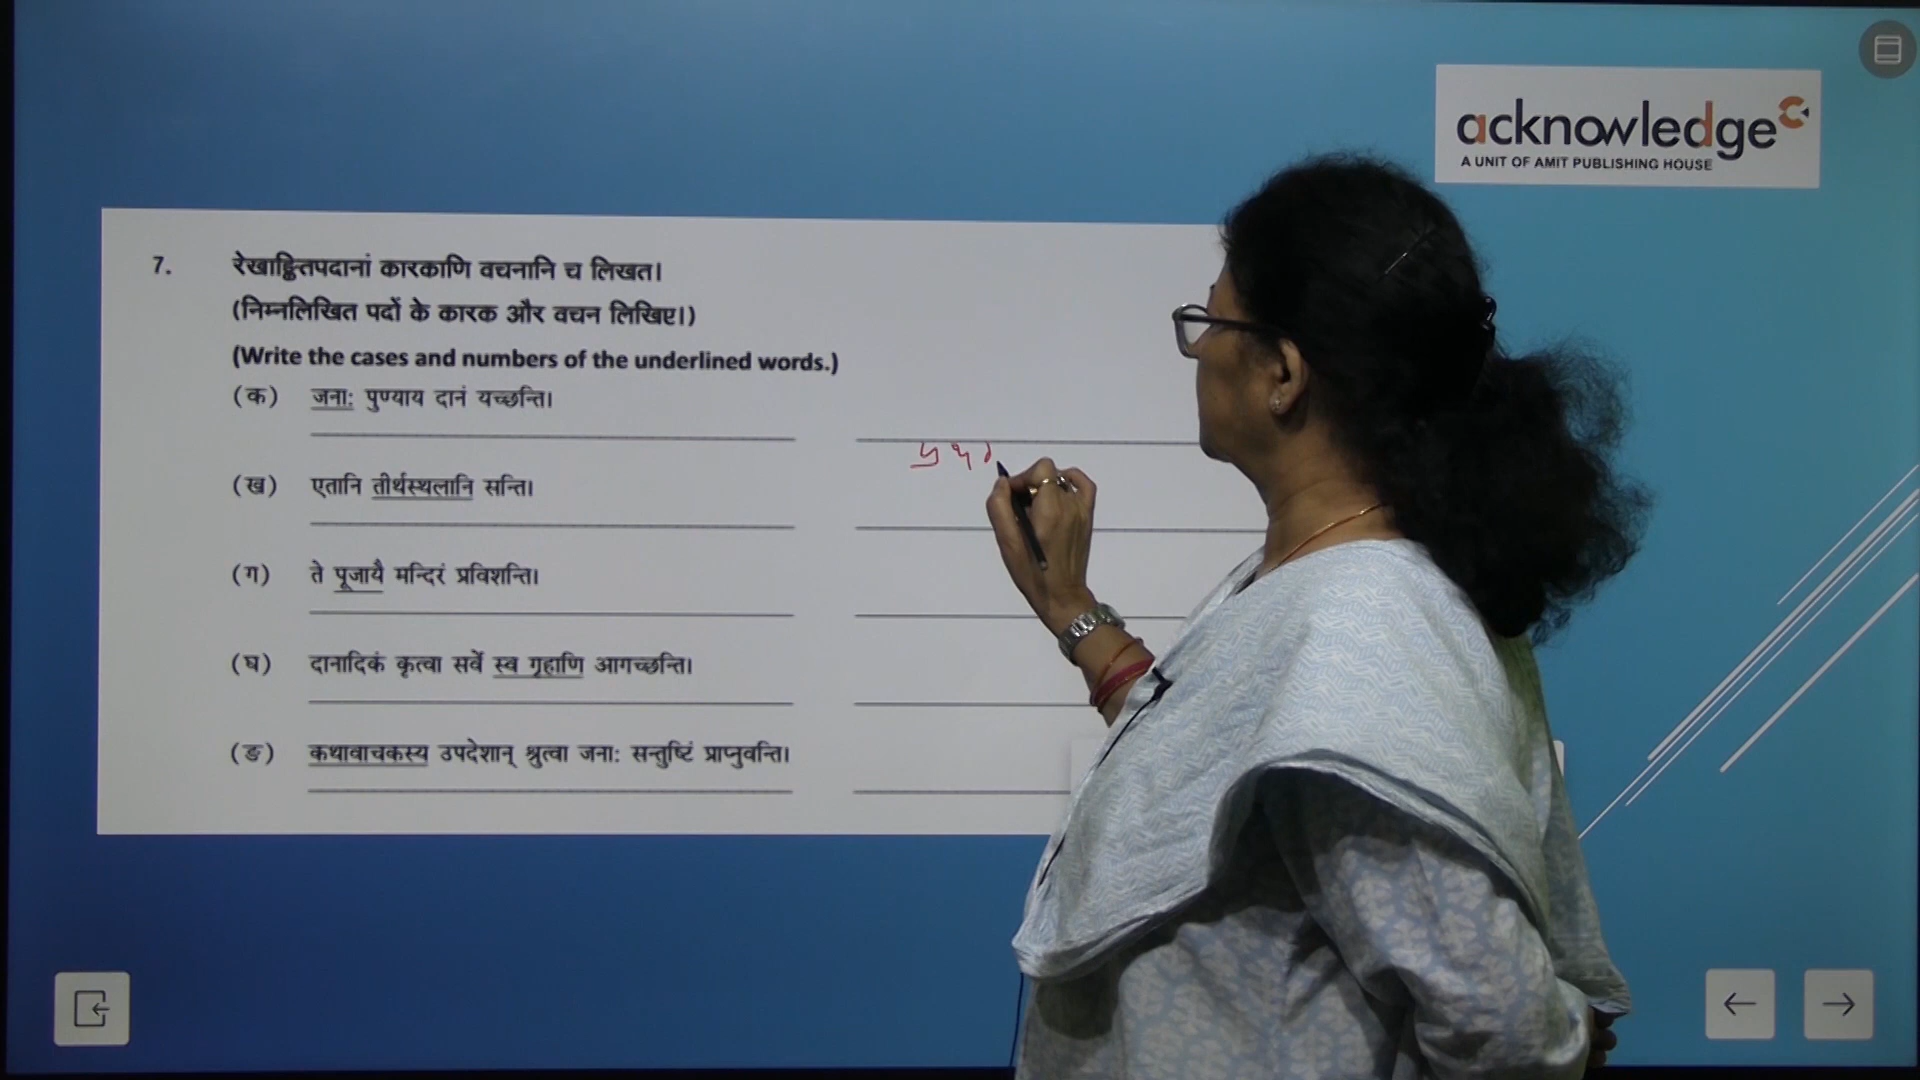 acknowledge
A UNIT OF AMIT PUBLISHING HOUSE
7. रेखाङ्कितपदानां कारकाणि वचनानि च लिखत।
(निम्नलिखित पदों के कारक और वचन लिखिए।)
(Write the cases and numbers of the underlined words.)
(क) जनाः पुण्याय दानं यच्छन्ति।
(ख) एतानि तीर्थस्थलानि सन्ति।
(ग) ते पूजायै मन्दिरं प्रविशन्ति।
(घ) दानादिकं कृत्वा सर्वे स्व गृहाणि आगच्छन्ति।
(ङ) कथावाचकस्य उपदेशान् श्रुत्वा जनाः सन्तुष्टिं प्राप्नुवन्ति।